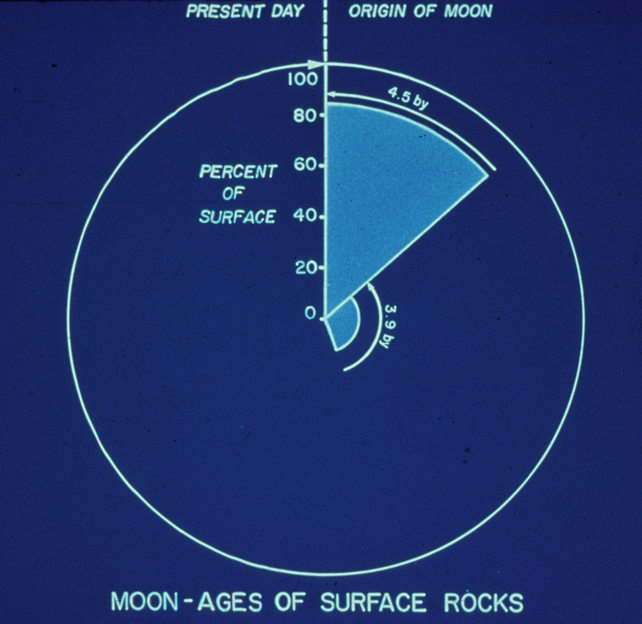 PRESENT DAY
ORIGIN OF MOON
100
4.5 by
80
PERCENT
OF
SURFACE
60
40
20
0
3.9 by
MOON-AGES OF SURFACE ROCKS